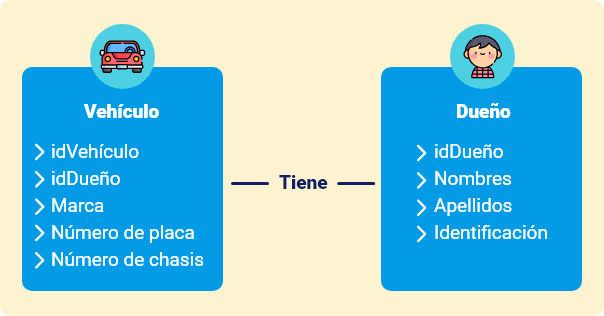 Vehículo
idVehículo
idDueño
Marca
Número de placa
Número de chasis
Tiene
Dueño
idDueño
Nombres
Apellidos
Identificación